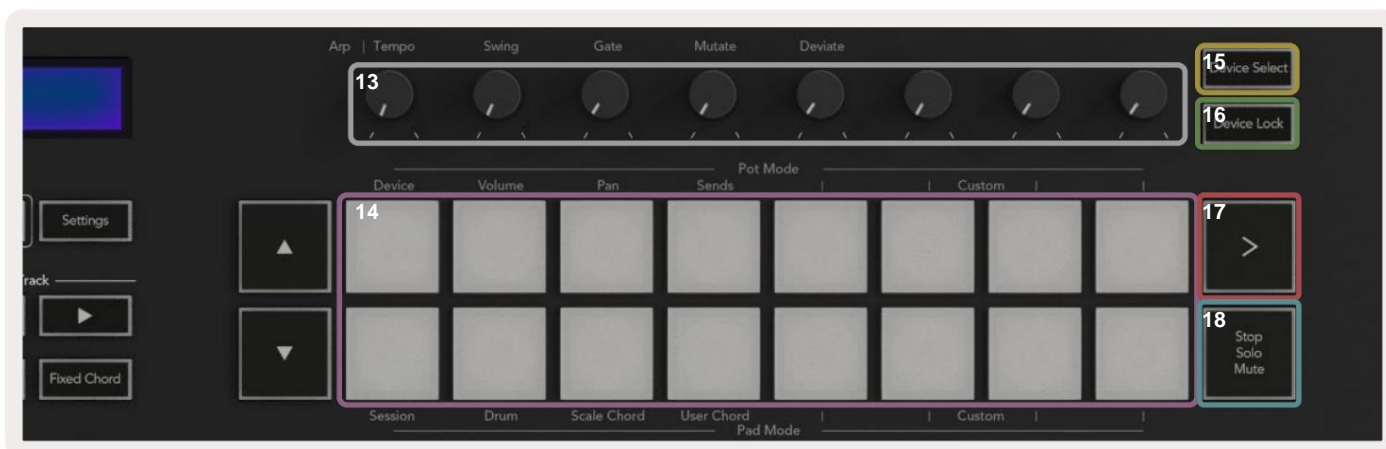 Arp | Tempo Swing Gate Mutate Deviate
13
15
Device Select
16
Device Lock
Pot Mode
Device Volume Pan Sends | | Custom | |
14
17
Settings
▲
>
Track
▶
▼
18
Stop
Solo
Mute
Fixed Chord
Session Drum Scale Chord User Chord | | Custom | |
Pad Mode